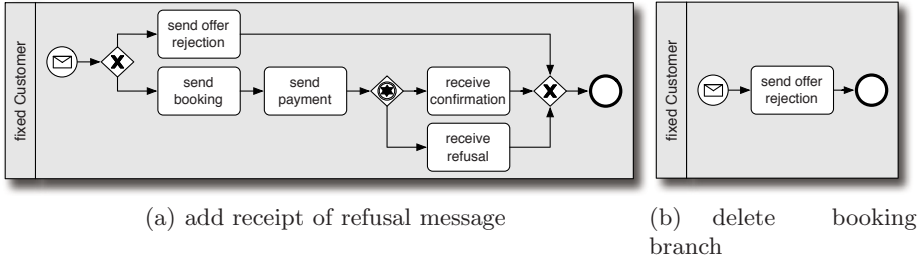 fixed Customer
send offer
rejection
send
booking
send
payment
receive
confirmation
receive
refusal
(a) add receipt of refusal message
fixed Customer
send offer
rejection
(b) delete booking
branch